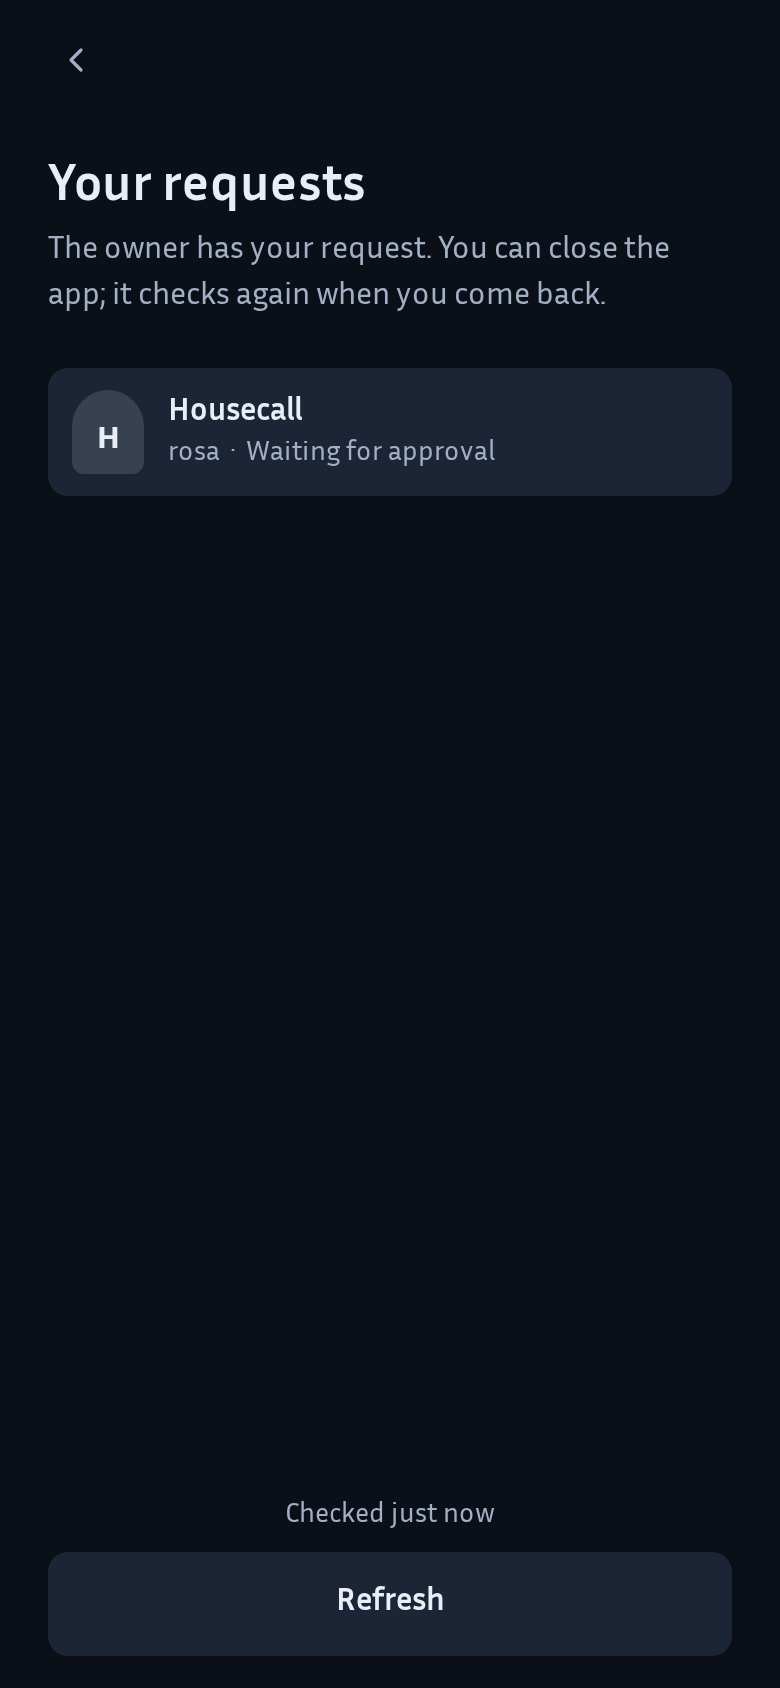 Your requests
The owner has your request. You can close the
app; it checks again when you come back.
H
Housecall
rosa · Waiting for approval
Checked just now
Refresh